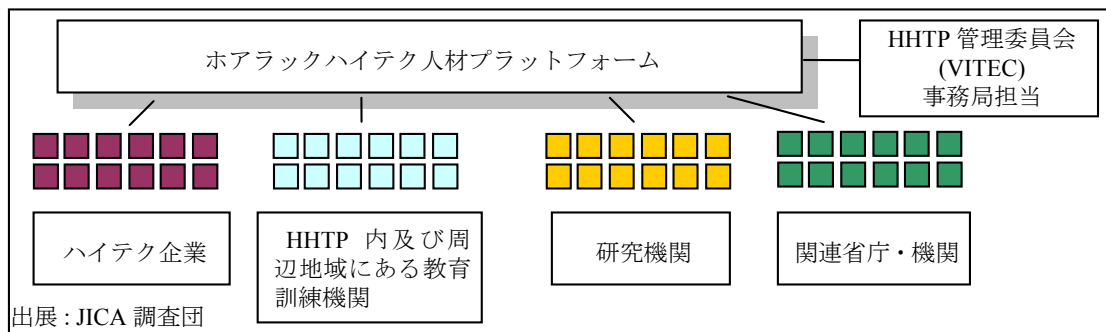 ホアラックハイテク人材プラットフォーム
HHTP 管理委員会
(VITEC)
事務局担当
ハイテク企業
HHTP 内及び周
辺地域にある教育
訓練機関
研究機関
関連省庁・機関
出展 : JICA 調査団